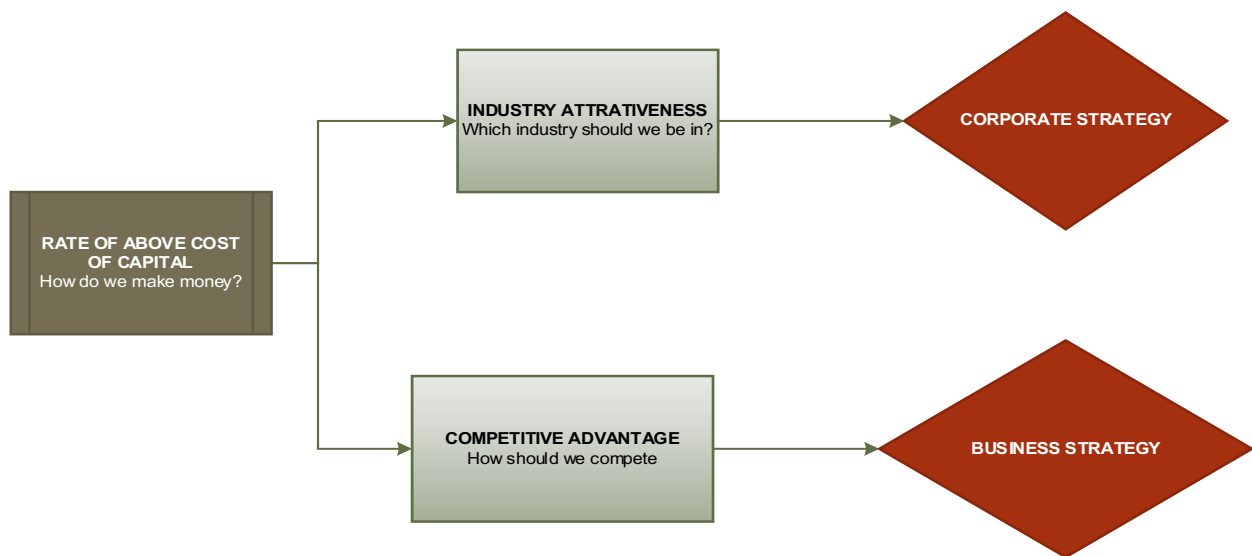 INDUSTRY ATTRATIVENESS
Which industry should we be in?
CORPORATE STRATEGY
RATE OF ABOVE COST
OF CAPITAL
How do we make money?
COMPETITIVE ADVANTAGE
How should we compete
BUSINESS STRATEGY